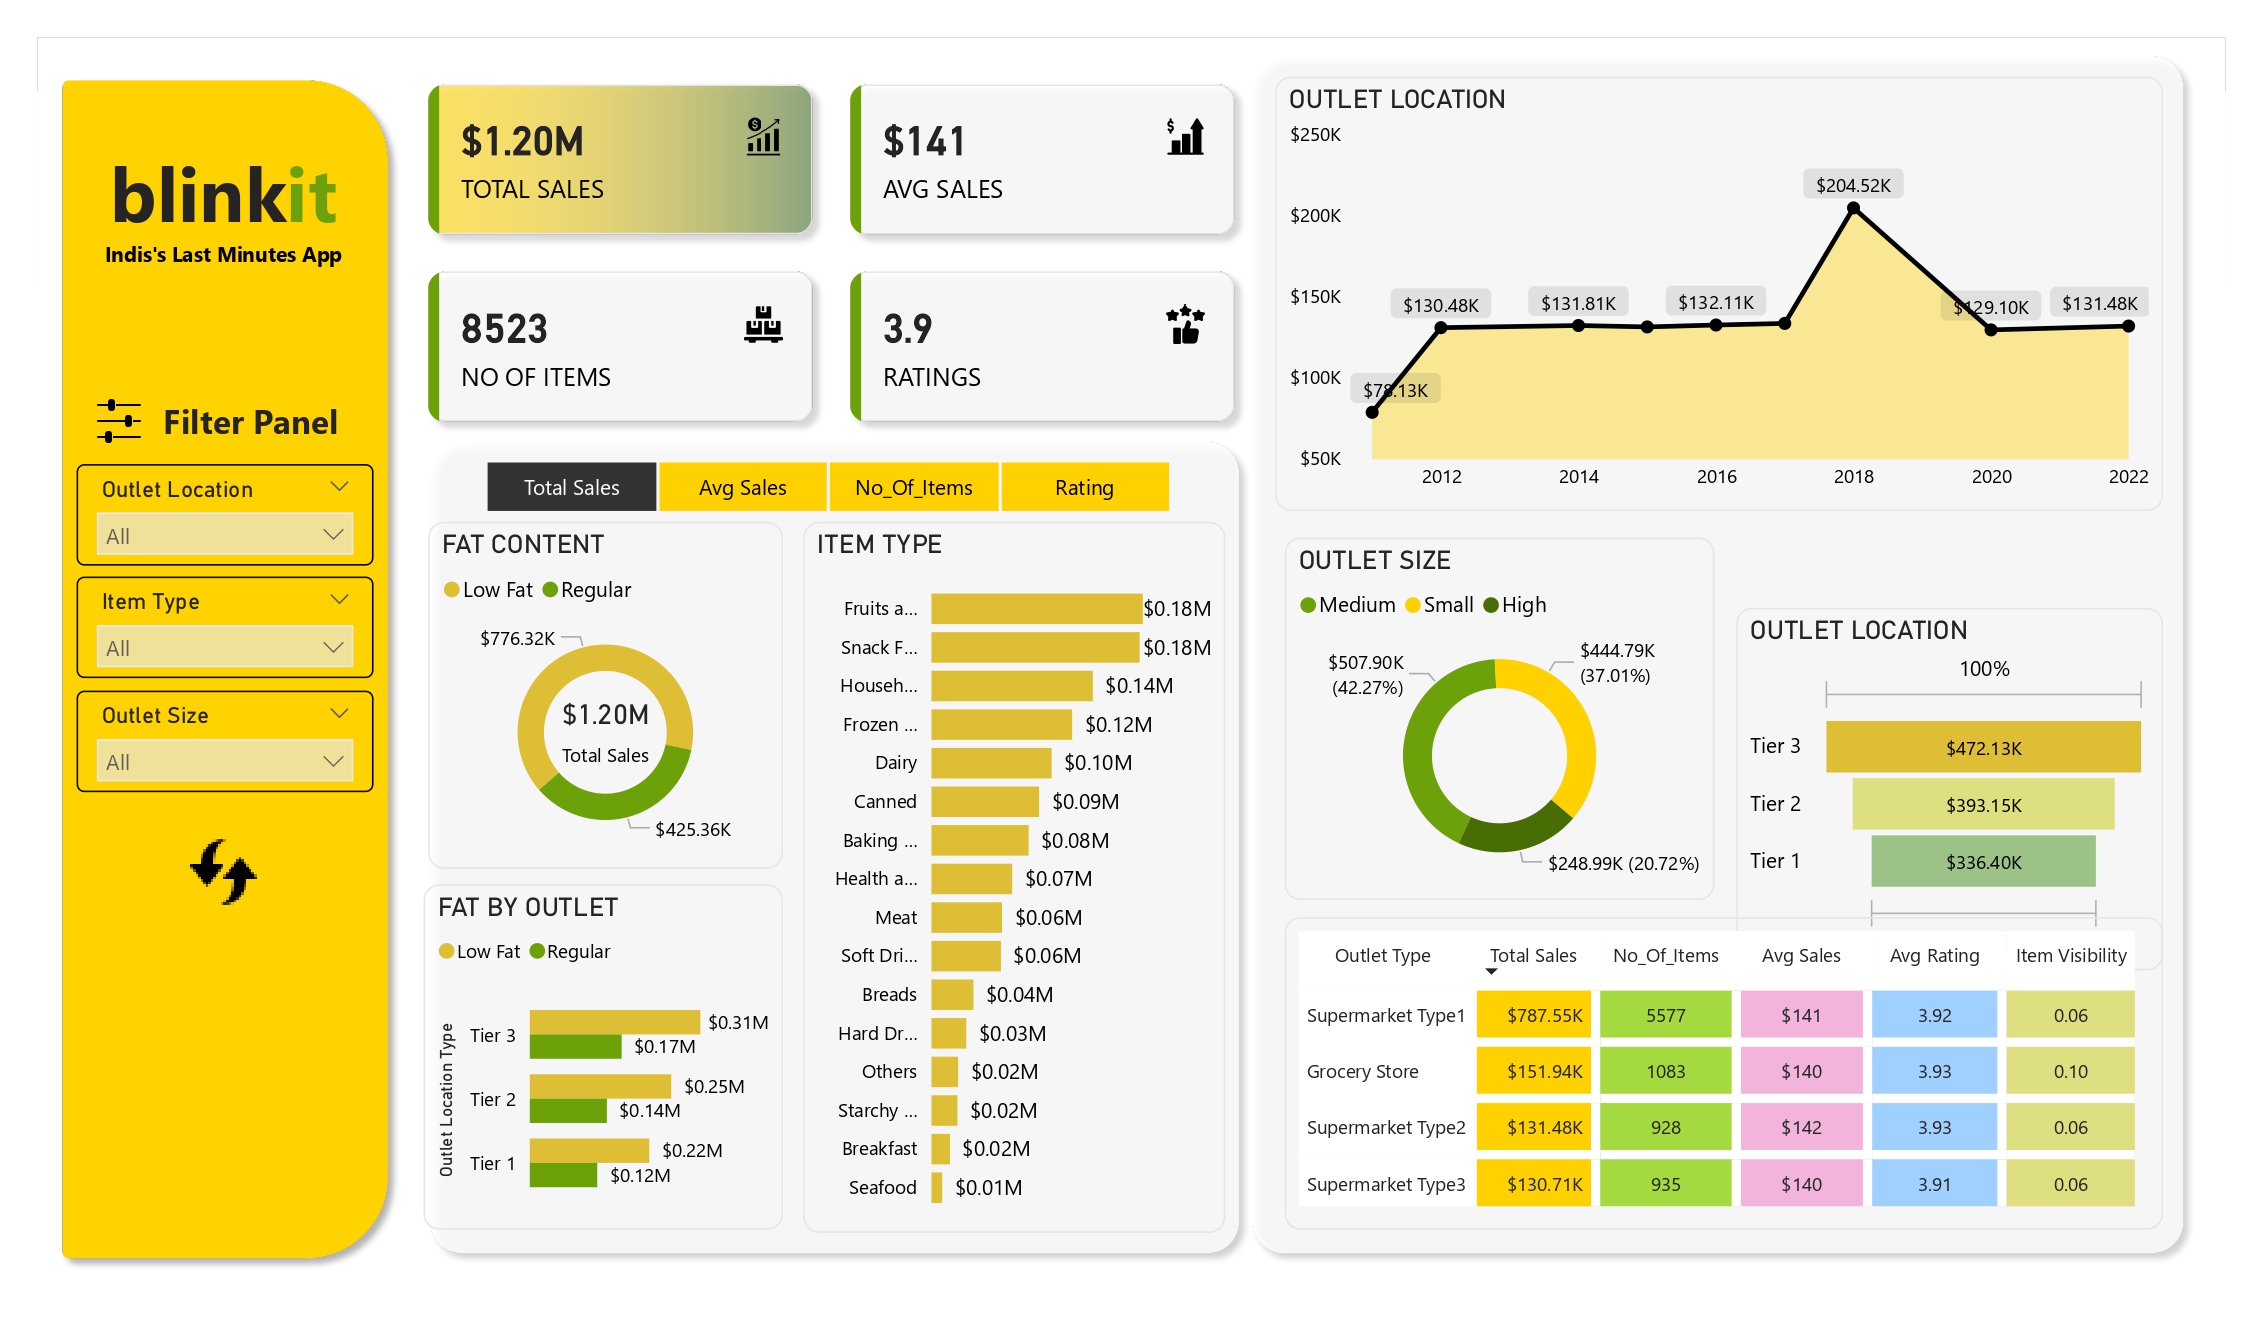 blinkit
Indis's Last Minutes App
Filter Panel
Outlet Location
All
Item Type
All
Outlet Size
All
$1.20M
TOTAL SALES
$141
AVG SALES
8523
NO OF ITEMS
3.9
RATINGS
Total Sales
Avg Sales
No_Of_Items
Rating
FAT CONTENT
Low Fat
Regular
$776.32K
$1.20M
Total Sales
$425.36K
FAT BY OUTLET
Low Fat
Regular
Outlet Location Type
Tier 3
$0.31M
$0.17M
Tier 2
$0.25M
$0.14M
Tier 1
$0.22M
$0.12M
ITEM TYPE
Fruits a... $0.18M
Snack F... $0.18M
Househ... $0.14M
Frozen ... $0.12M
Dairy $0.10M
Canned $0.09M
Baking ... $0.08M
Health a... $0.07M
Meat $0.06M
Soft Dri... $0.06M
Breads $0.04M
Hard Dr... $0.03M
Others $0.02M
Starchy ... $0.02M
Breakfast $0.02M
Seafood $0.01M
OUTLET LOCATION
$250K
$200K
$150K
$100K
$50K
$78.13K
$130.48K
$131.81K
$132.11K
$204.52K
$129.10K
$131.48K
2012 2014 2016 2018 2020 2022
OUTLET SIZE
Medium
Small
High
$507.90K
(42.27%)
$444.79K
(37.01%)
$248.99K (20.72%)
OUTLET LOCATION
100%
Tier 3 $472.13K
Tier 2 $393.15K
Tier 1 $336.40K
Outlet Type Total Sales No_Of_Items Avg Sales Avg Rating Item Visibility
Supermarket Type1 $787.55K 5577 $141 3.92 0.06
Grocery Store $151.94K 1083 $140 3.93 0.10
Supermarket Type2 $131.48K 928 $142 3.93 0.06
Supermarket Type3 $130.71K 935 $140 3.91 0.06